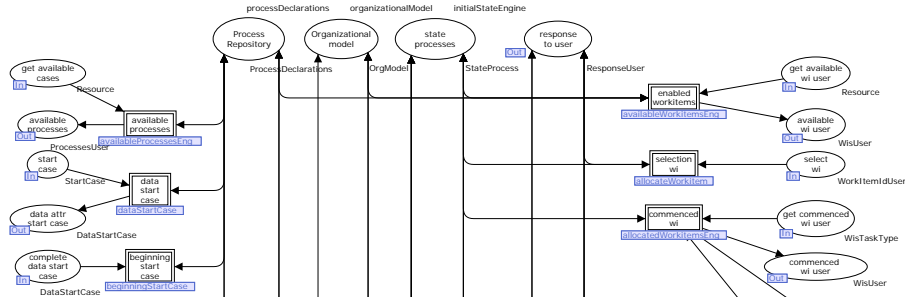 processDeclarations
organizationalModel
initialStateEngine
Process
Repository
Organizational
model
state
processes
response
to user
Out
ProcessDeclarations
OrgModel
StateProcess
ResponseUser
get available
cases
In
Resource
available
processes
Out
ProcessUser
available
processes
availableProcessesEng
start
case
In
StartCase
data
start
case
dataStartCase
data attr
start case
Out
DataStartCase
complete
data start
case
In
DataStartCase
beginning
start
case
beginningStartCase
enabled
workitems
availableWorkitemsEng
get available
wi user
In
Resource
available
wi user
Out
WisUser
selection
wi
allocateWorkitem
select
wi
In
WorkItemIdUser
commenced
wi
allocatedWorkitemsEng
get commenced
wi user
In
WisTaskType
commenced
wi user
Out
WisUser